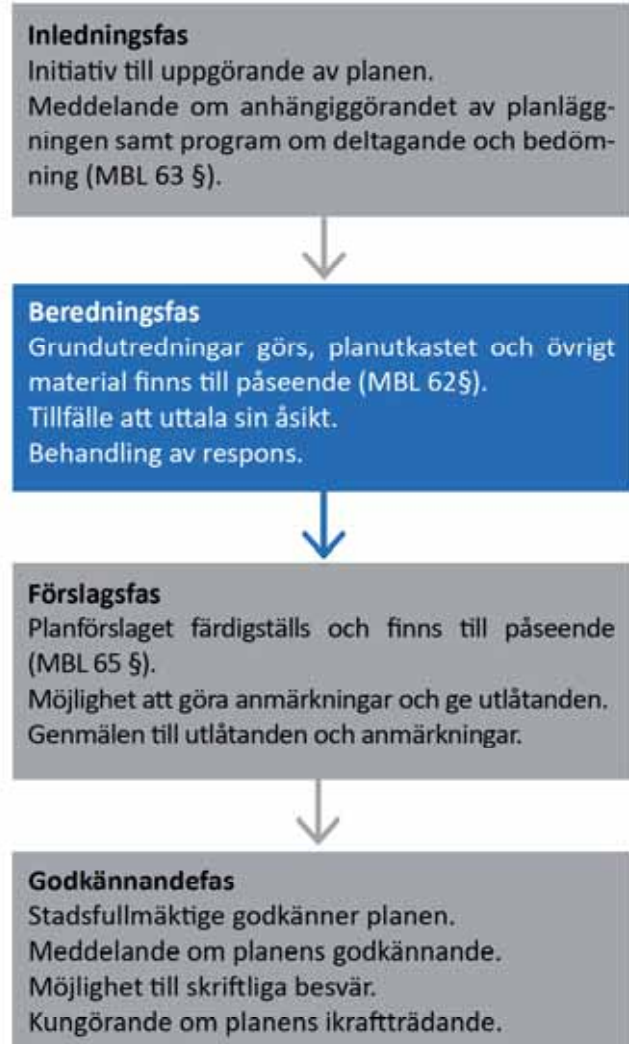 Inledningsfas
Initiativ till uppgörande av planen.
Meddelande om anhängiggörandet av planlägg-
ningen samt program om deltagande och bedöm-
ning (MBL 63 §).
Beredningsfas
Grundutredningar görs, planutkastet och övrigt
material finns till påseende (MBL 62§).
Tillfälle att uttala sin åsikt.
Behandling av respons.
Förslagsfas
Planförslaget färdigställs och finns till påseende
(MBL 65 §).
Möjlighet att göra anmärkningar och ge utlåtanden.
Genmälen till utlåtanden och anmärkningar.
Godkännandefas
Stadsfullmäktige godkänner planen.
Meddelande om planens godkännande.
Möjlighet till skriftliga besvär.
Kungörande om planens ikraftträdande.